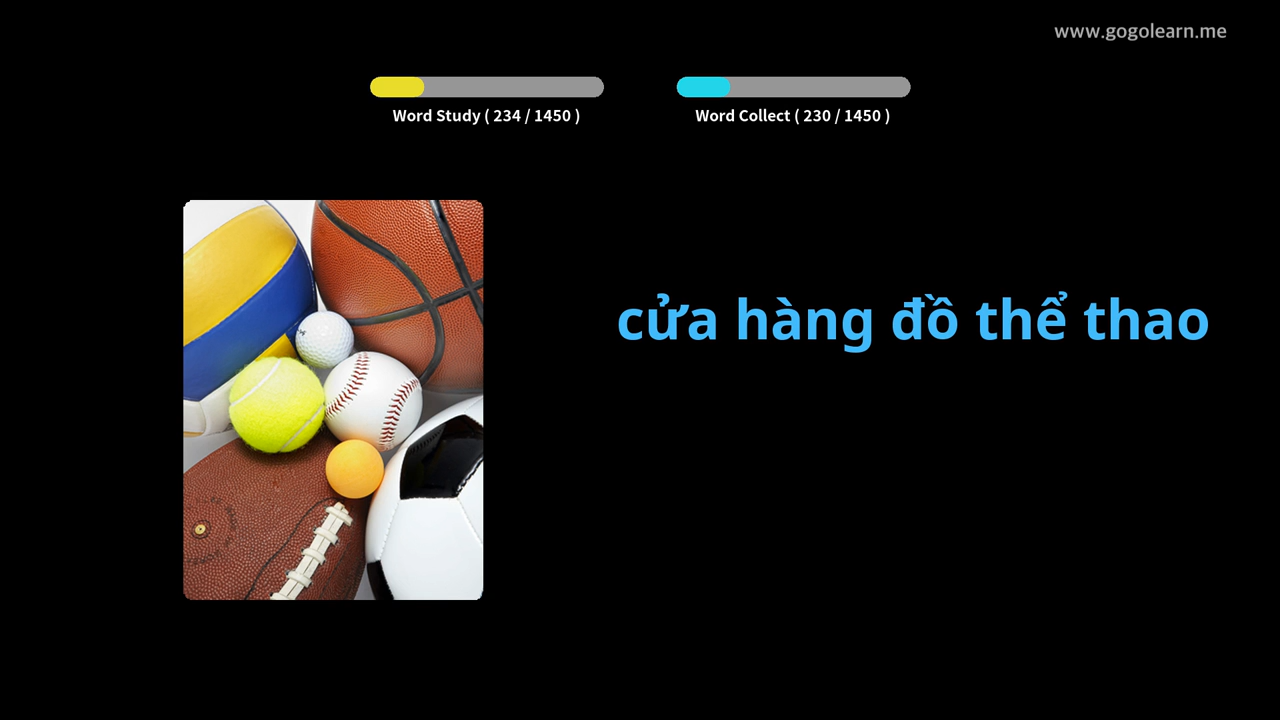 www.gogolearn.me
Word Study ( 234 / 1450 )
Word Collect ( 230 / 1450 )
cửa hàng đồ thể thao